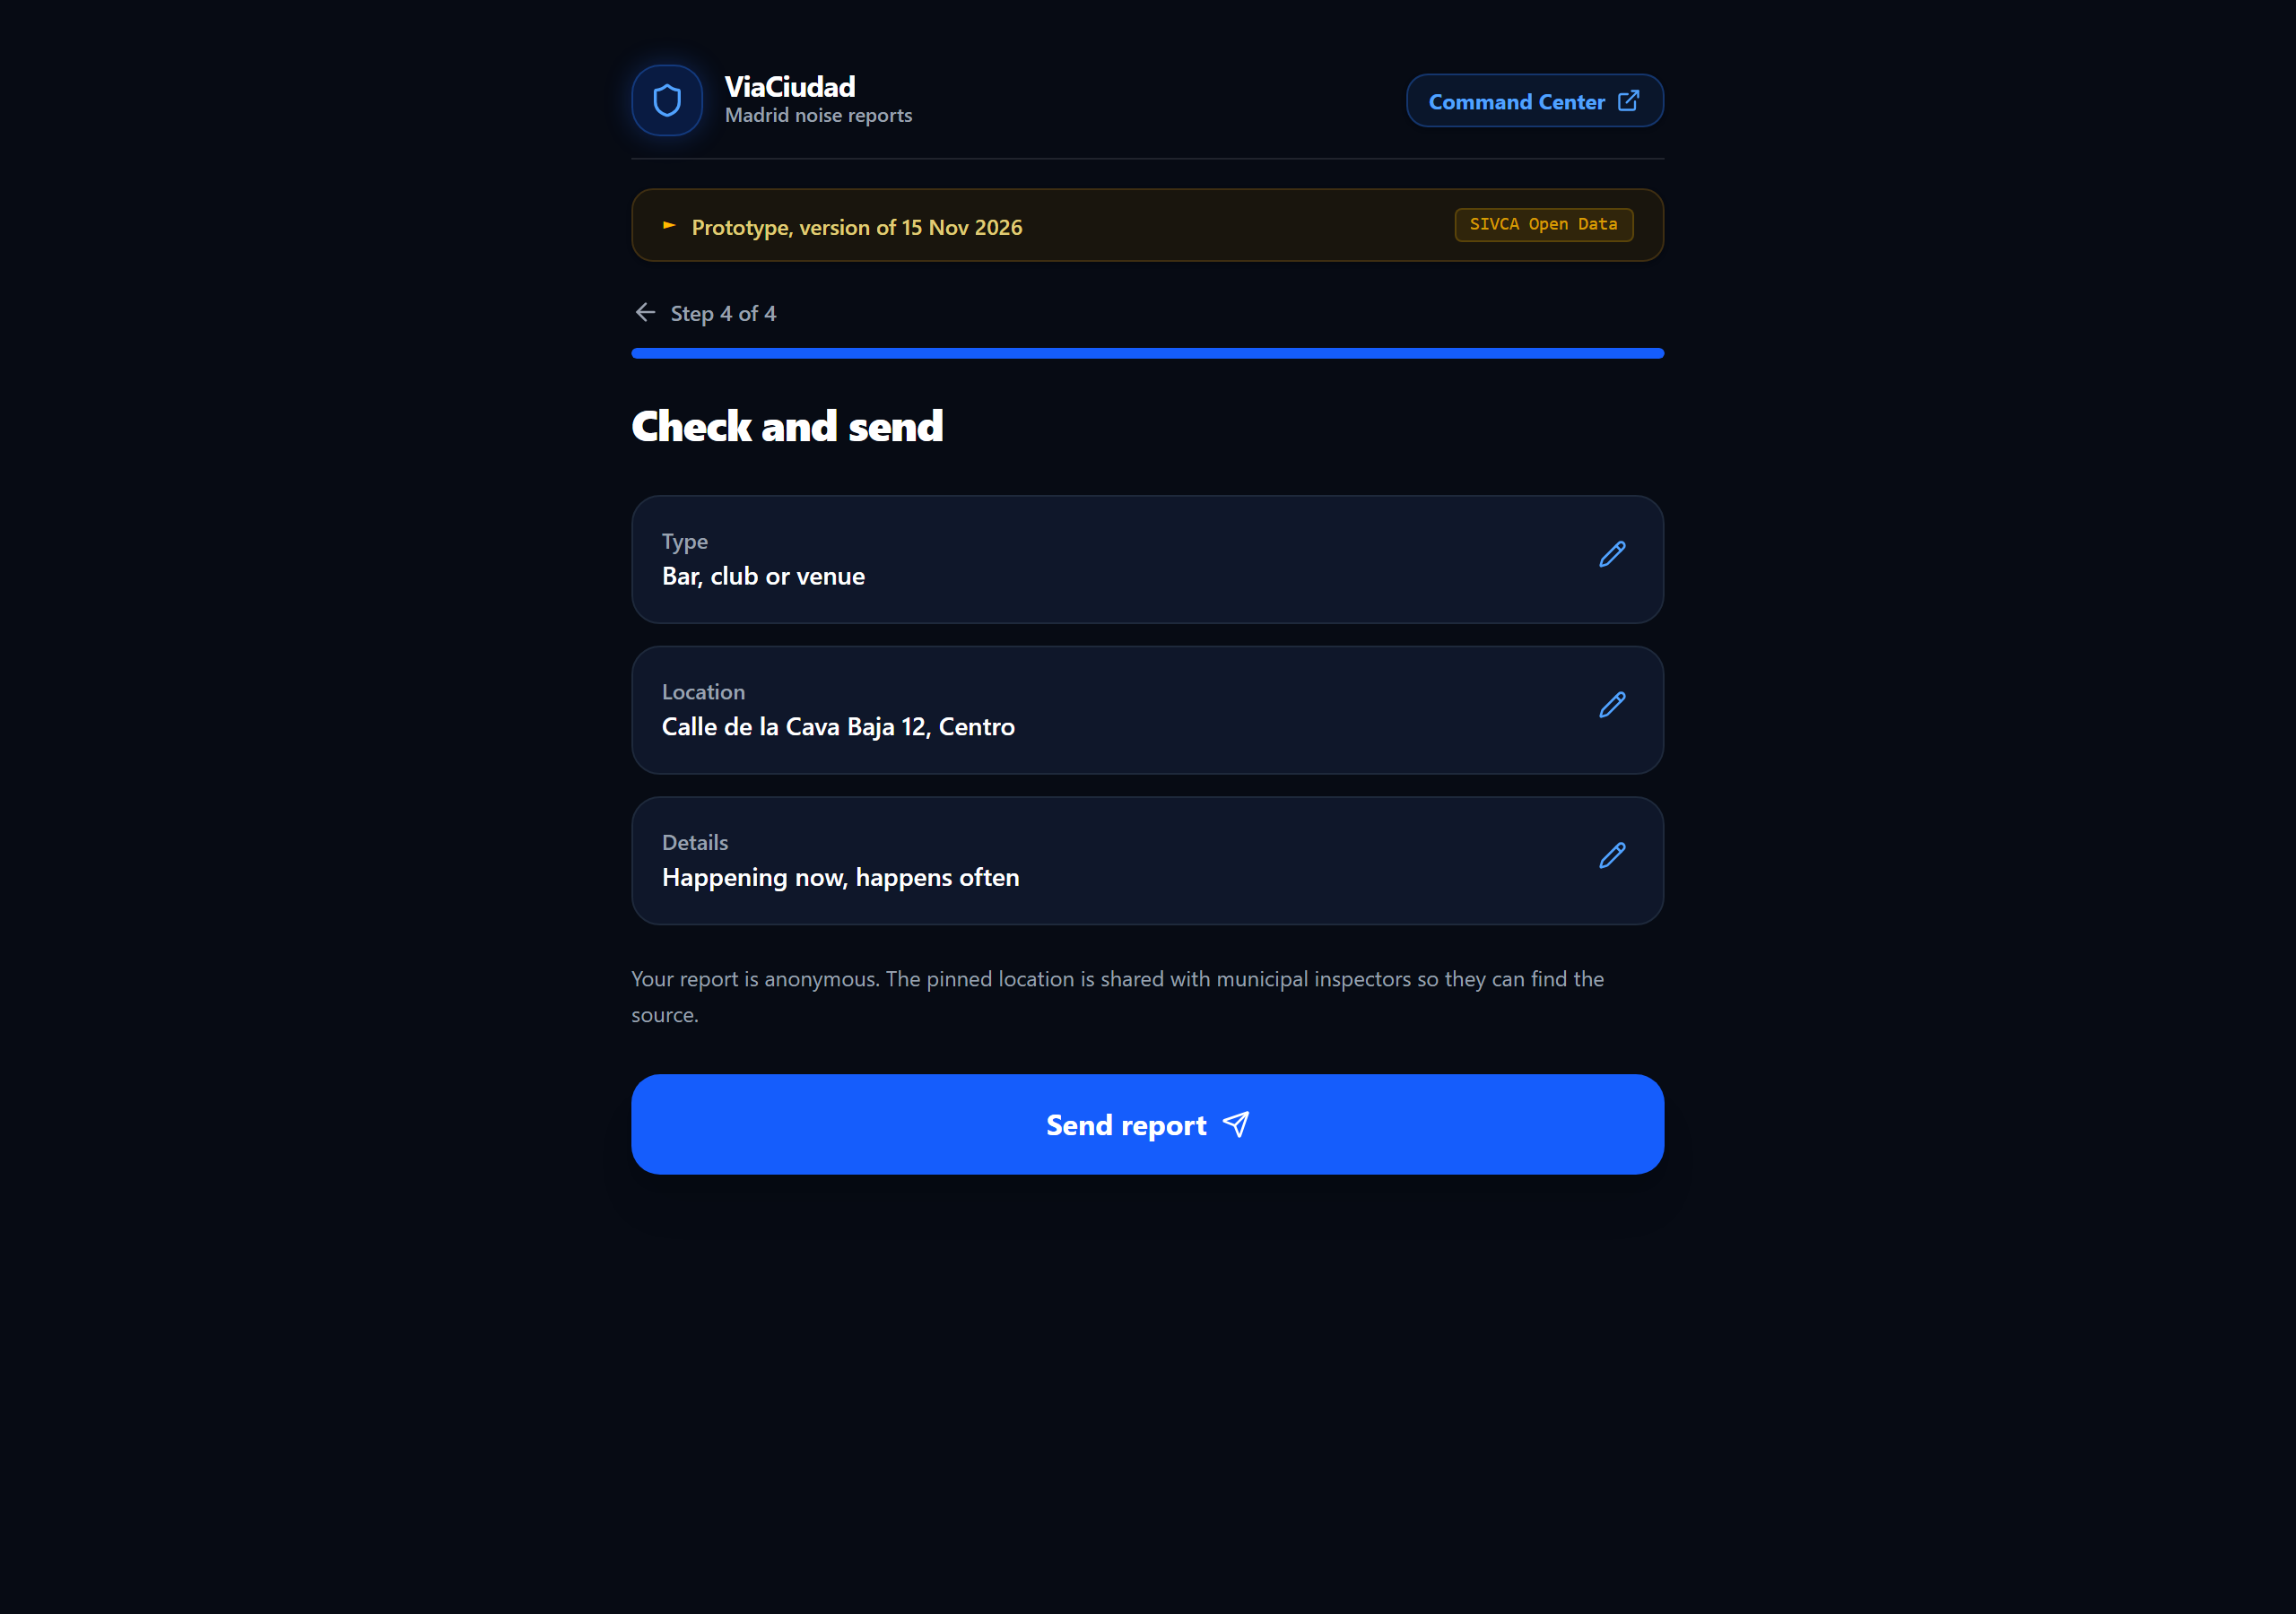 ViaCiudad
Madrid noise reports
Command Center
Prototype, version of 15 Nov 2026
SIVCA Open Data
Step 4 of 4
Check and send
Type
Bar, club or venue
Location
Calle de la Cava Baja 12, Centro
Details
Happening now, happens often
Your report is anonymous. The pinned location is shared with municipal inspectors so they can find the
source.
Send report